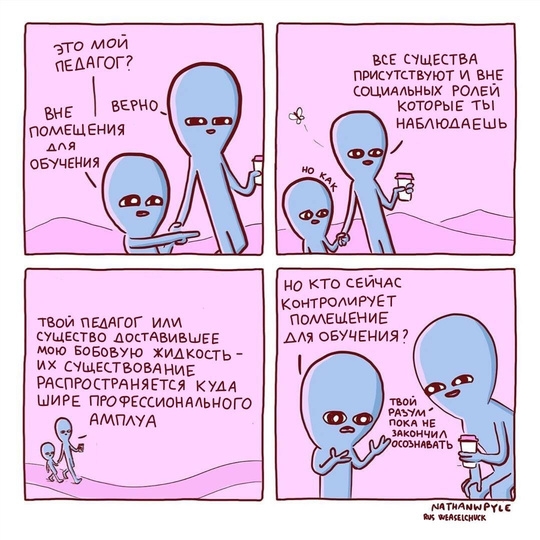 ЭТО МОЙ
ПЕДАГОГ?
ВНЕ
ПОМЕЩЕНИЯ
ДЛЯ
ОБУЧЕНИЯ
ВЕРНО
ВСЕ СУЩЕСТВА
ПРИСУТСТВУЮТ И ВНЕ
СОЦИАЛЬНЫХ РОЛЕЙ
КОТОРЫЕ ТЫ
НАБЛЮДАЕШЬ
НО КАК
ТВОЙ ПЕДАГОГ ИЛИ
СУЩЕСТВО ДОСТАВИВШЕЕ
МОЮ БОБОВУЮ ЖИДКОСТЬ -
ИХ СУЩЕСТВОВАНИЕ
РАСПРОСТРАНЯЕТСЯ КУДА
ШИРЕ ПРОФЕССИОНАЛЬНОГО
АМПЛУА
НО КТО СЕЙЧАС
КОНТРОЛИРУЕТ
ПОМЕЩЕНИЕ
ДЛЯ ОБУЧЕНИЯ?
ТВОЙ
РАЗУМ
ПОКА НЕ
ЗАКОНЧИЛ
ОСОЗНАВАТЬ
NATHANWPYLE
RUS WEASELCHUCK